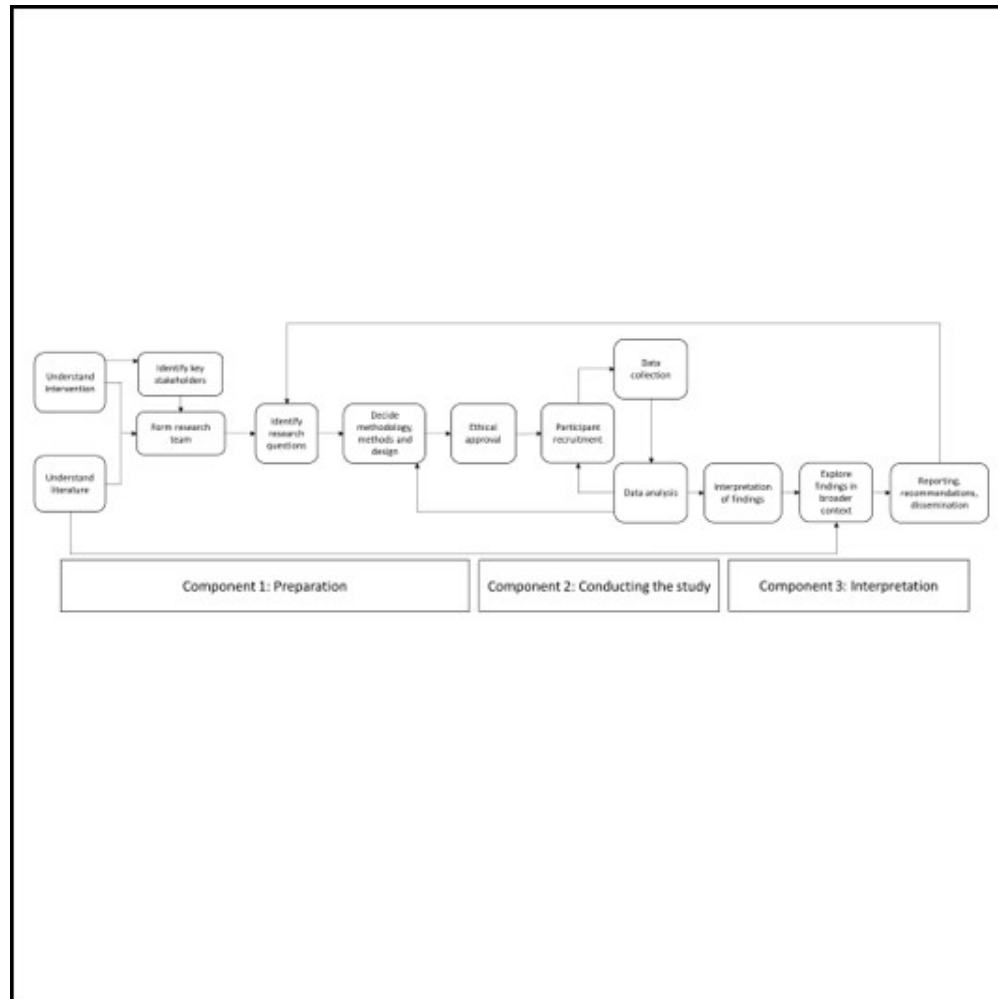 Understand
intervention
Identify key
stakeholders
Form research
team
Understand
literature
Identify
research
questions
Decide
methodology,
methods and
design
Ethical
approval
Participant
recruitment
Data
collection
Data analysis
Interpretation
of findings
Explore
findings in
broader
context
Reporting,
recommendations,
dissemination
Component 1: Preparation
Component 2: Conducting the study
Component 3: Interpretation